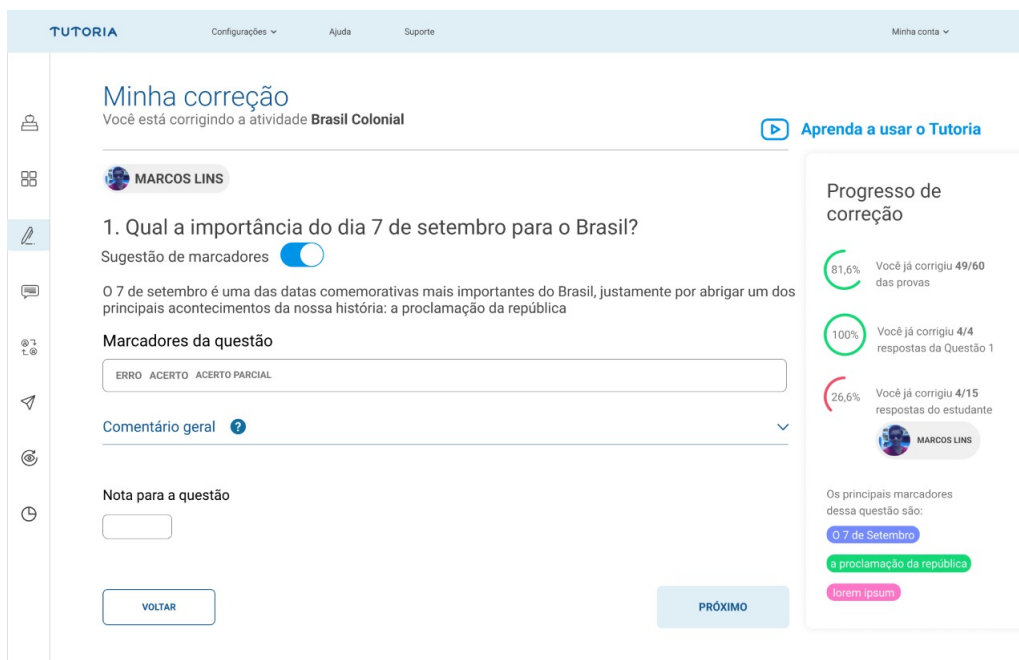 TUTORIA
Configurações
Ajuda
Suporte
Minha conta
Minha correção
Você está corrigindo a atividade Brasil Colonial
Aprenda a usar o Tutoria
MARCOS LINS
1. Qual a importância do dia 7 de setembro para o Brasil?
Sugestão de marcadores
O 7 de setembro é uma das datas comemorativas mais importantes do Brasil, justamente por abrigar um dos
principais acontecimentos da nossa história: a proclamação da república
Marcadores da questão
ERRO ACERTO ACERTO PARCIAL
Comentário geral ?
Nota para a questão
VOLTAR
PRÓXIMO
Progresso de
correção
81,6%
Você já corrigiu 49/60
das provas
100%
Você já corrigiu 4/4
respostas da Questão 1
26,6%
Você já corrigiu 4/15
respostas do estudante
MARCOS LINS
Os principais marcadores
dessa questão são:
O 7 de Setembro
a proclamação da república
lorem ipsum